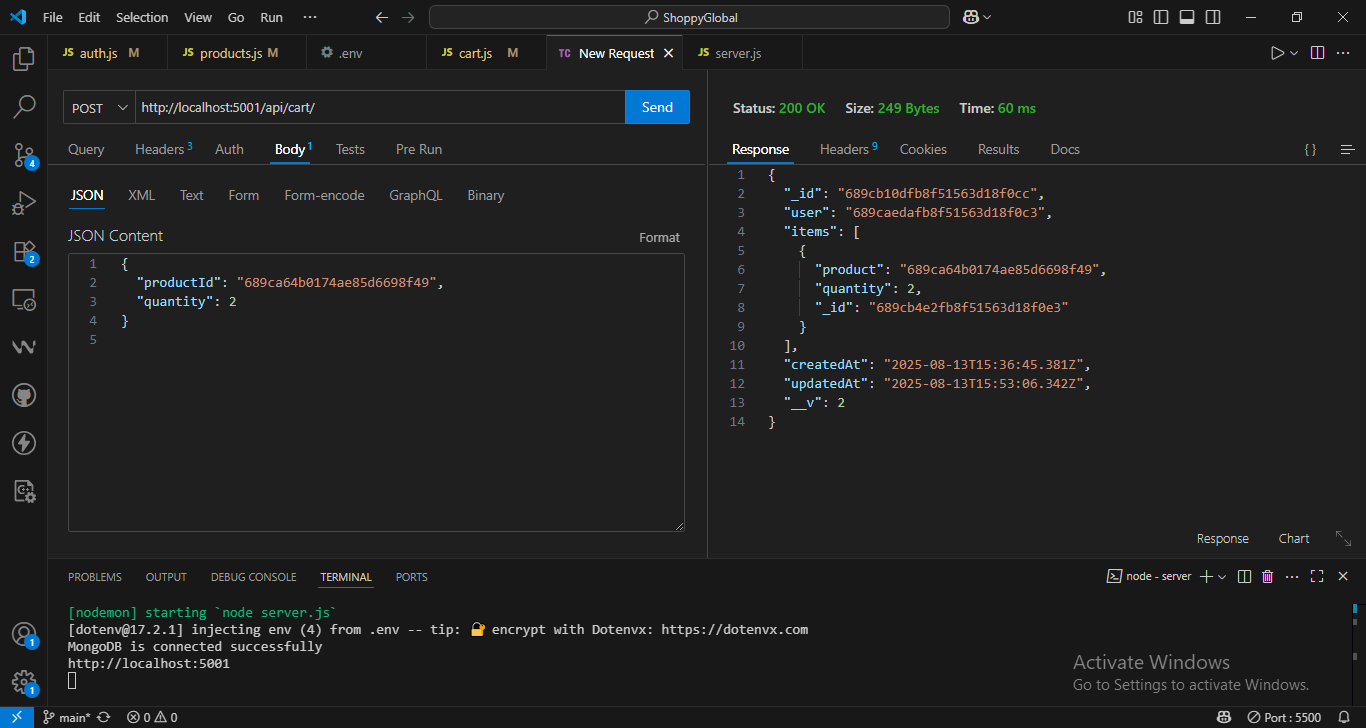 File Edit Selection View Go Run ··· ShoppyGlobal
JS auth.js M JS products.js M .env JS cart.js M TC New Request JS server.js
POST http://localhost:5001/api/cart/ Send
Query Headers 3 Auth Body 1 Tests Pre Run
JSON XML Text Form Form-encode GraphQL Binary
JSON Content Format
1 {
2 "productId": "689ca64b0174ae85d6698f49",
3 "quantity": 2
4 }
5
Status: 200 OK Size: 249 Bytes Time: 60 ms
Response Headers 9 Cookies Results Docs { }
1 {
2 "_id": "689cb10dfb8f51563d18f0cc",
3 "user": "689caedafb8f51563d18f0c3",
4 "items": [
5 {
6 "product": "689ca64b0174ae85d6698f49",
7 "quantity": 2,
8 "_id": "689cb4e2fb8f51563d18f0e3"
9 }
10 ],
11 "createdAt": "2025-08-13T15:36:45.381Z",
12 "updatedAt": "2025-08-13T15:53:06.342Z",
13 "__v": 2
14 }
Response Chart
4
2
1
1
PROBLEMS OUTPUT DEBUG CONSOLE TERMINAL PORTS node - server
[nodemon] starting `node server.js`
[dotenv@17.2.1] injecting env (4) from .env -- tip: 🔐 encrypt with Dotenvx: https://dotenvx.com
MongoDB is connected successfully
http://localhost:5001
Activate Windows
Go to Settings to activate Windows.
main* 0 0 Port : 5500